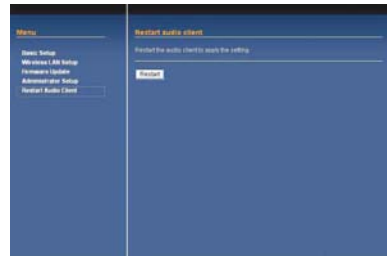 Menu
Basic Setup
Wireless LAN Setup
Firmware Update
Administrator Setup
Restart Audio Client
Restart audio client
Restart the audio client to apply the setting.
Restart